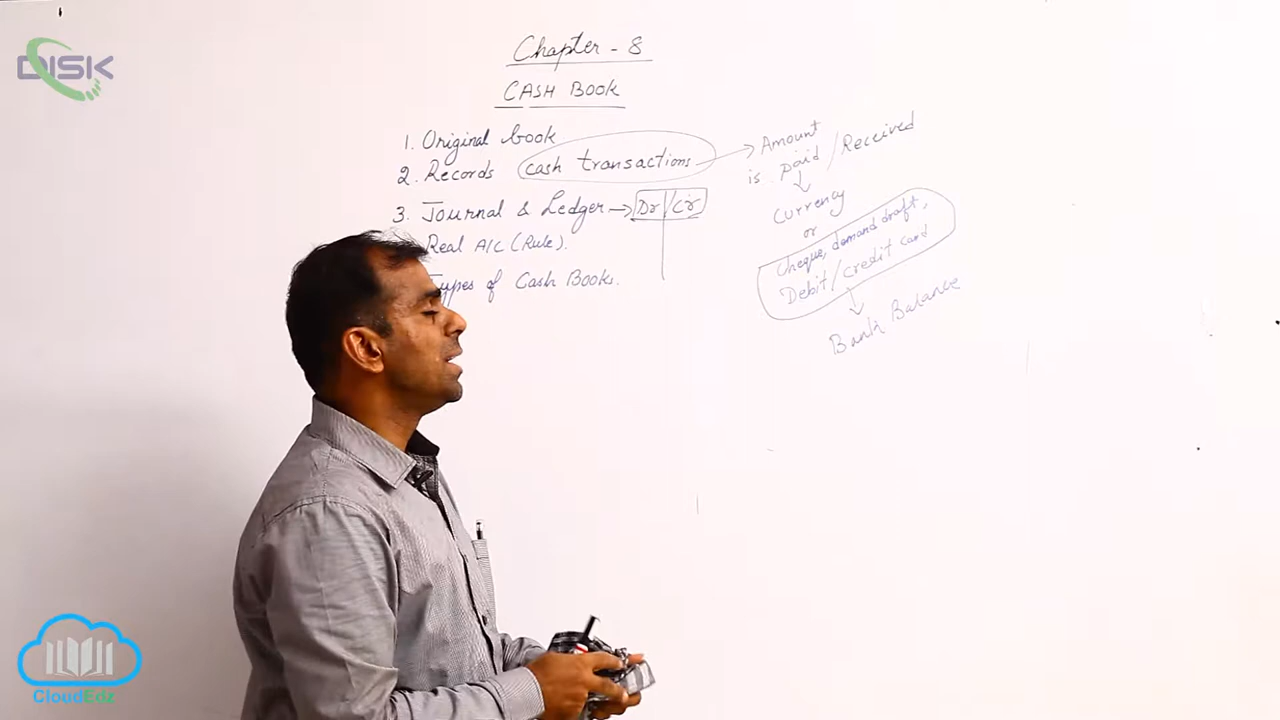 DISK
Chapter - 8
CASH BOOK
1. Original book
2. Records cash transactions
3. Journal & Ledger → Dr / Cr
Real A/C (Rule).
Types of Cash Books.
Amount
is paid / Received
Currency
or
Cheque, demand draft,
Debit / credit card
Bank Balance
CloudEdz